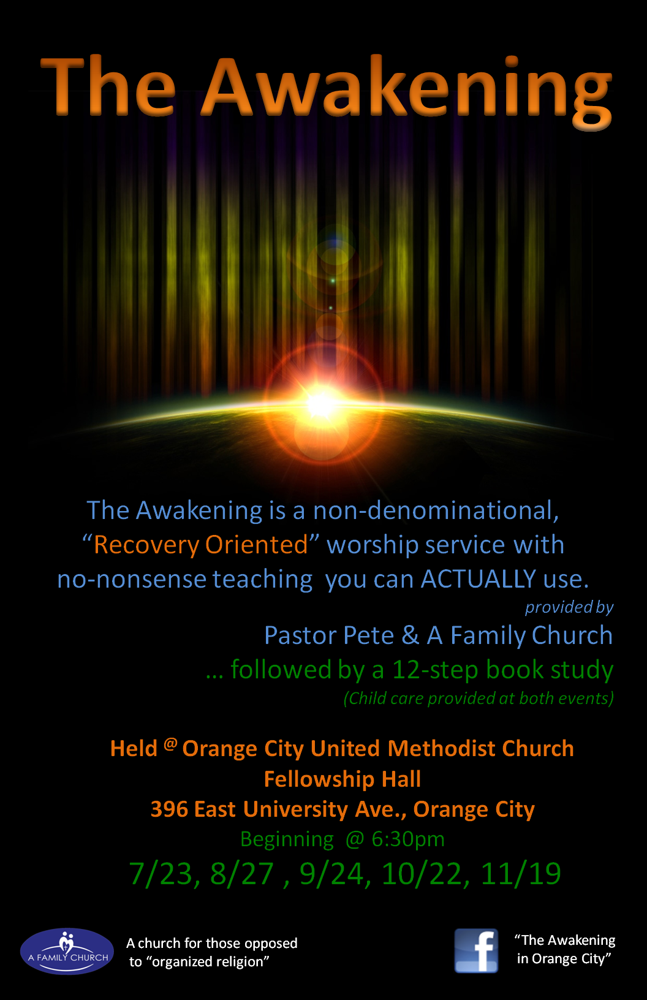 The Awakening
The Awakening is a non-denominational,
“Recovery Oriented” worship service with
no-nonsense teaching  you can ACTUALLY use.
provided by
Pastor Pete & A Family Church
... followed by a 12-step book study
(Child care provided at both events)
Held @ Orange City United Methodist Church
Fellowship Hall
396 East University Ave., Orange City
Beginning  @ 6:30pm
7/23, 8/27 , 9/24, 10/22, 11/19
A FAMILY CHURCH
A church for those opposed
to “organized religion”
f
“The Awakening
in Orange City”